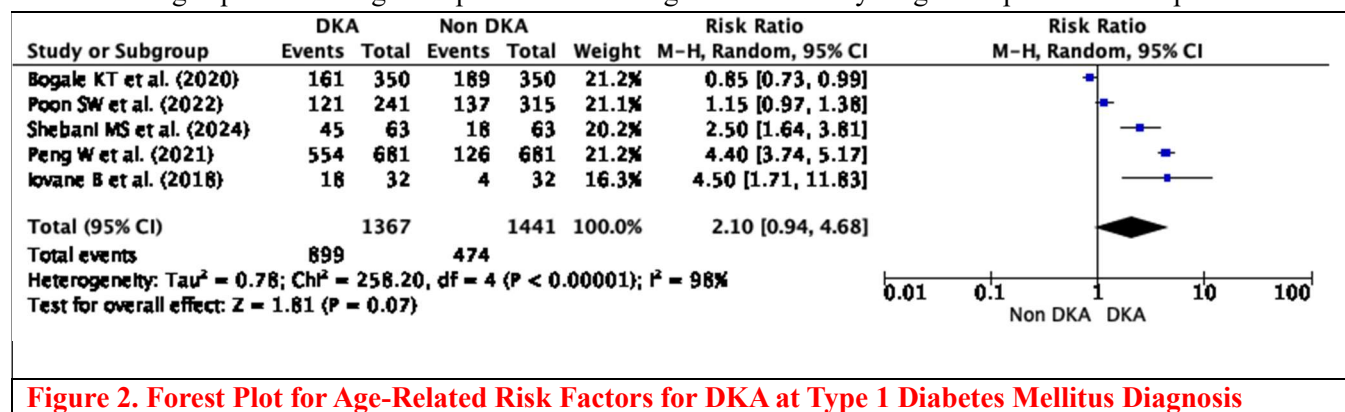 DKA Non DKA Risk Ratio Risk Ratio
Study or Subgroup Events Total Events Total Weight M-H, Random, 95% CI M-H, Random, 95% CI
Bogale KT et al. (2020) 161 350 189 350 21.2% 0.85 [0.73, 0.99]
Poon SW et al. (2022) 121 241 137 315 21.1% 1.15 [0.97, 1.38]
Shebani MS et al. (2024) 45 63 18 63 20.2% 2.50 [1.64, 3.81]
Peng W et al. (2021) 554 681 126 681 21.2% 4.40 [3.74, 5.17]
Iovane B et al. (2018) 18 32 4 32 16.3% 4.50 [1.71, 11.83]
Total (95% CI) 1367 1441 100.0% 2.10 [0.94, 4.68]
Total events 899 474
Heterogeneity: Tau² = 0.78; Chi² = 258.20, df = 4 (P < 0.00001); I² = 98%
Test for overall effect: Z = 1.81 (P = 0.07)
0.01 0.1 1 10 100
Non DKA DKA
Figure 2. Forest Plot for Age-Related Risk Factors for DKA at Type 1 Diabetes Mellitus Diagnosis